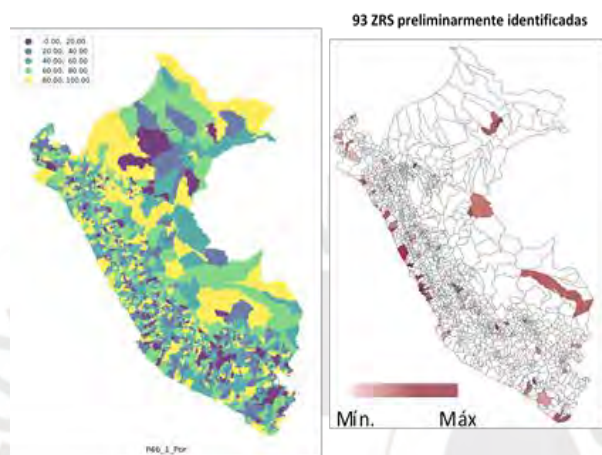 93 ZRS preliminarmente identificadas
-0.00, 20.00
20.00, 40.00
40.00, 60.00
60.00, 80.00
80.00, 100.00
Mín. Máx
P66_1_Por